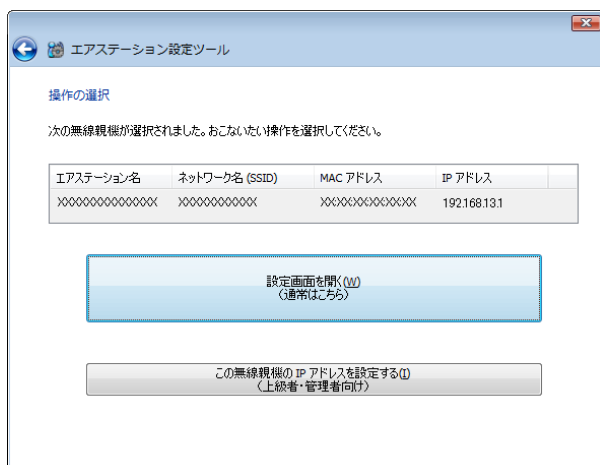 エアステーション設定ツール
操作の選択
次の無線親機が選択されました。おこないたい操作を選択してください。
エアステーション名 ネットワーク名 (SSID) MAC アドレス IP アドレス
XXXXXXXXXXXXXX XXXXXXXXXXX XX:XX:XX:XX:XX:XX 192.168.13.1
設定画面を開く(W)
(通常はこちら)
この無線親機の IP アドレスを設定する(I)
(上級者・管理者向け)